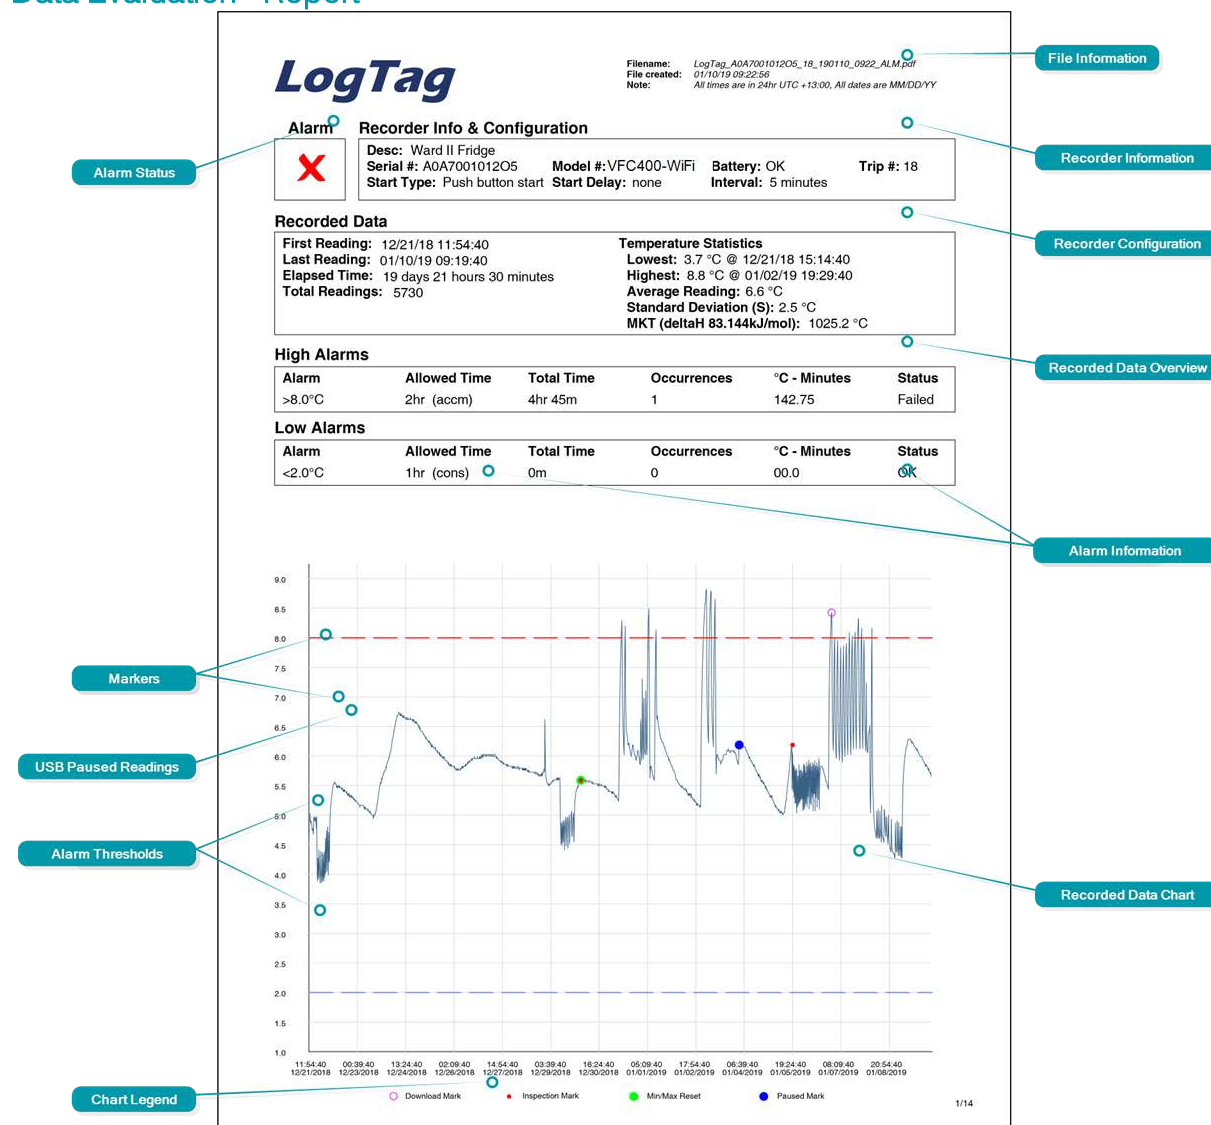 Data Evaluation - Report
LogTag
Filename: LogTag_A0A7001012O5_18_190110_0922_ALM.pdf
File created: 01/10/19 09:22:56
Note: All times are in 24hr UTC +13:00, All dates are MM/DD/YY
File Information
Alarm Recorder Info & Configuration
Desc: Ward II Fridge
Serial #: A0A7001012O5 Model #:VFC400-WiFi Battery: OK Trip #: 18
Start Type: Push button start Start Delay: none Interval: 5 minutes
X
Alarm Status
Recorder Information
Recorded Data
First Reading: 12/21/18 11:54:40 Temperature Statistics
Last Reading: 01/10/19 09:19:40 Lowest: 3.7 °C @ 12/21/18 15:14:40
Elapsed Time: 19 days 21 hours 30 minutes Highest: 8.8 °C @ 01/02/19 19:29:40
Total Readings: 5730 Average Reading: 6.6 °C
Standard Deviation (S): 2.5 °C
MKT (deltaH 83.144kJ/mol): 1025.2 °C
Recorder Configuration
Recorded Data Overview
High Alarms
Alarm Allowed Time Total Time Occurrences °C - Minutes Status
>8.0°C 2hr (accm) 4hr 45m 1 142.75 Failed
Low Alarms
Alarm Allowed Time Total Time Occurrences °C - Minutes Status
<2.0°C 1hr (cons) 0m 0 00.0 OK
Alarm Information
9.0
8.5
8.0
7.5
7.0
6.5
6.0
5.5
5.0
4.5
4.0
3.5
3.0
2.5
2.0
1.5
1.0
Markers
USB Paused Readings
Alarm Thresholds
Recorded Data Chart
11:54:40 00:39:40 13:24:40 02:09:40 14:54:40 03:39:40 16:24:40 05:09:40 17:54:40 06:39:40 19:24:40 08:09:40 20:54:40
12/21/2018 12/23/2018 12/24/2018 12/26/2018 12/27/2018 12/29/2018 12/30/2018 01/01/2019 01/02/2019 01/04/2019 01/05/2019 01/07/2019 01/08/2019
Chart Legend
Download Mark Inspection Mark Min/Max Reset Paused Mark
1/14